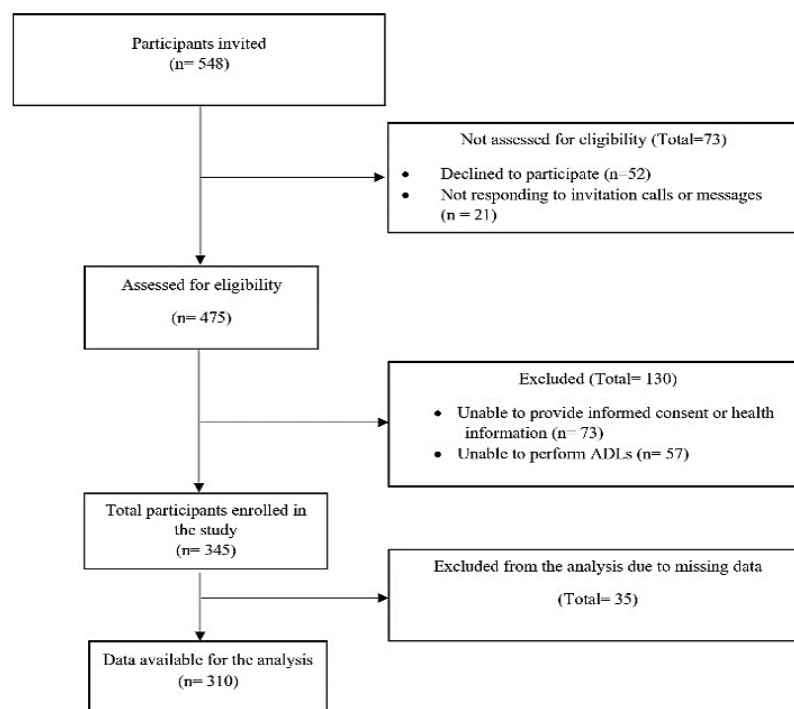 Participants invited
(n= 548)
Not assessed for eligibility (Total=73)
• Declined to participate (n=52)
• Not responding to invitation calls or messages
(n = 21)
Assessed for eligibility
(n= 475)
Excluded (Total= 130)
• Unable to provide informed consent or health
information (n= 73)
• Unable to perform ADLs (n= 57)
Total participants enrolled in
the study
(n= 345)
Excluded from the analysis due to missing data
(Total= 35)
Data available for the analysis
(n= 310)